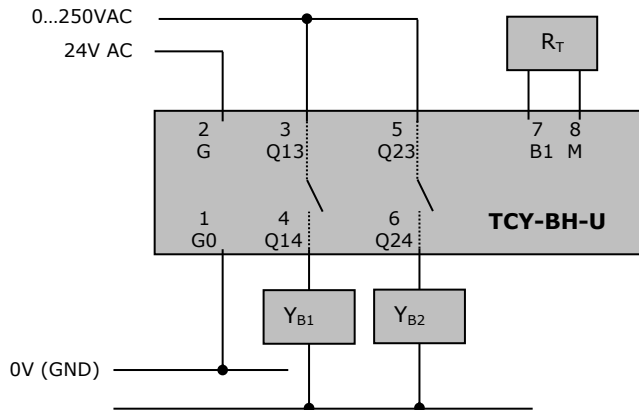 0...250VAC
24V AC
R_T
2 3 5 7 8
G Q13 Q23 B1 M
1 4 6 TCY-BH-U
G0 Q14 Q24
Y_B1 Y_B2
0V (GND)